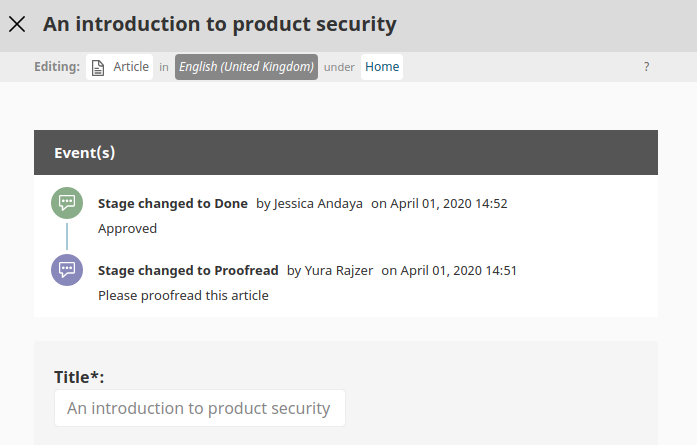 An introduction to product security
Editing: Article in English (United Kingdom) under Home ?
Event(s)
Stage changed to Done by Jessica Andaya on April 01, 2020 14:52
Approved
Stage changed to Proofread by Yura Rajzer on April 01, 2020 14:51
Please proofread this article
Title*:
An introduction to product security